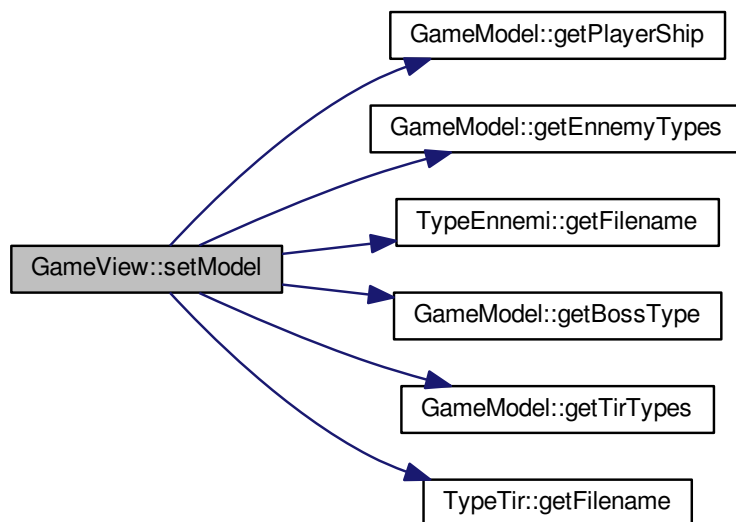 GameModel::getPlayerShip
GameModel::getEnnemyTypes
TypeEnnemi::getFilename
GameView::setModel
GameModel::getBossType
GameModel::getTirTypes
TypeTir::getFilename